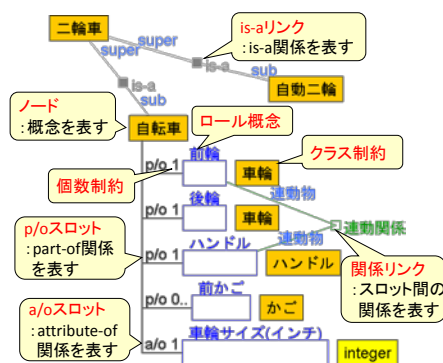 二輪車
super
super
is-a
is-a
sub
sub
自動二輪
is-aリンク
：is-a関係を表す
ノード
：概念を表す
自転車
ロール概念
p/o 1
前輪
車輪
クラス制約
個数制約
連動物
p/o 1
後輪
車輪
連動関係
連動物
p/oスロット
：part-of関係
を表す
p/o 1
ハンドル
ハンドル
関係リンク
：スロット間の
関係を表す
p/o 0..
前かご
かご
a/oスロット
：attribute-of
関係を表す
a/o 1
車輪サイズ(インチ)
integer